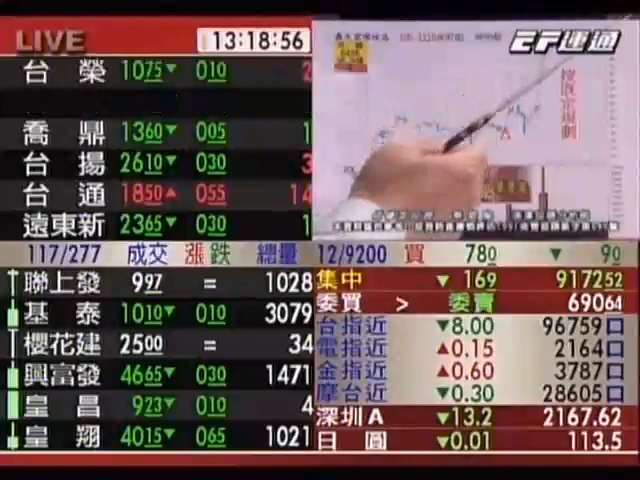 LIVE 13:18:56
EF運通
台榮 1075▼ 010 2
喬鼎 1360▼ 005 1
台揚 2610▼ 030 3
台通 1850▲ 055 14
遠東新 2365▼ 030 1
117/277 成交 漲跌 總量
聯上發 997 = 1028
基泰 1010▼ 010 3079
櫻花建 2500 = 34
興富發 4665▼ 030 1471
皇昌 923▼ 010 4
皇翔 4015▼ 065 1021
12/9200 買 780 ▼ 90
集中 ▼ 169 917252
委買 > 委賣 69064
台指近 ▼8.00 96759口
電指近 ▲0.15 2164口
金指近 ▲0.60 3787口
摩台近 ▼0.30 28605口
深圳A ▼13.2 2167.62
日圓 ▼0.01 113.5